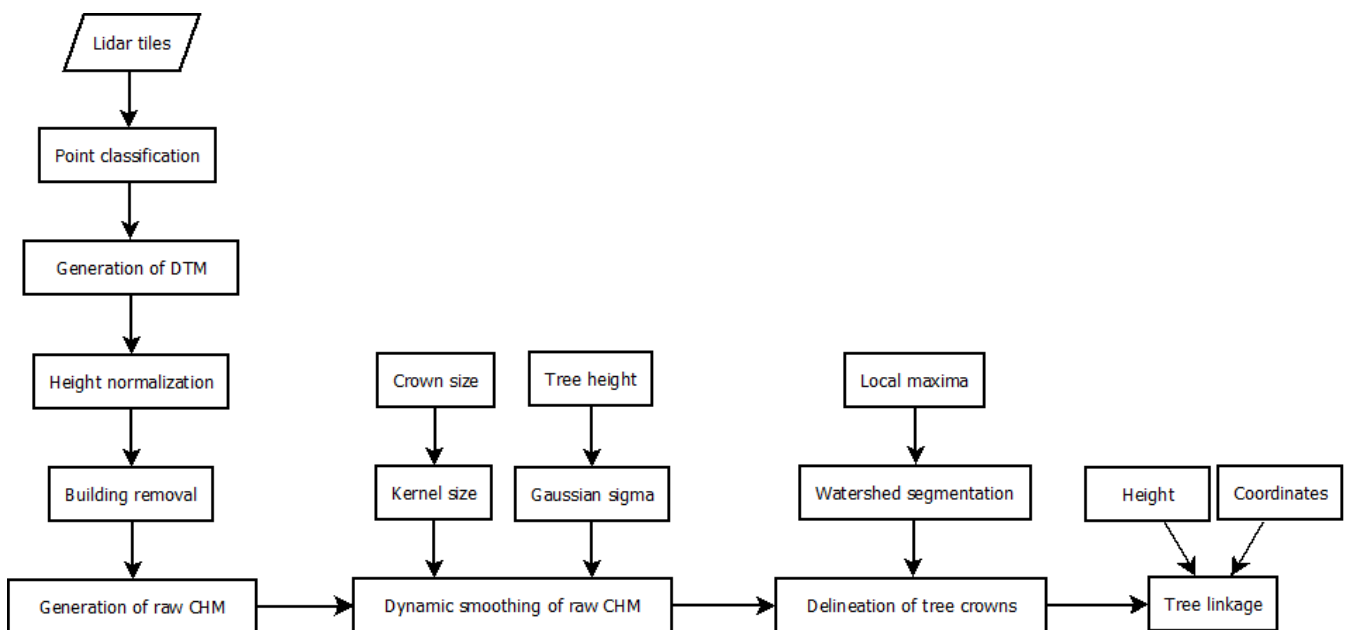 Lidar tiles
Point classification
Generation of DTM
Height normalization
Crown size
Tree height
Local maxima
Building removal
Kernel size
Gaussian sigma
Watershed segmentation
Height
Coordinates
Generation of raw CHM
Dynamic smoothing of raw CHM
Delineation of tree crowns
Tree linkage